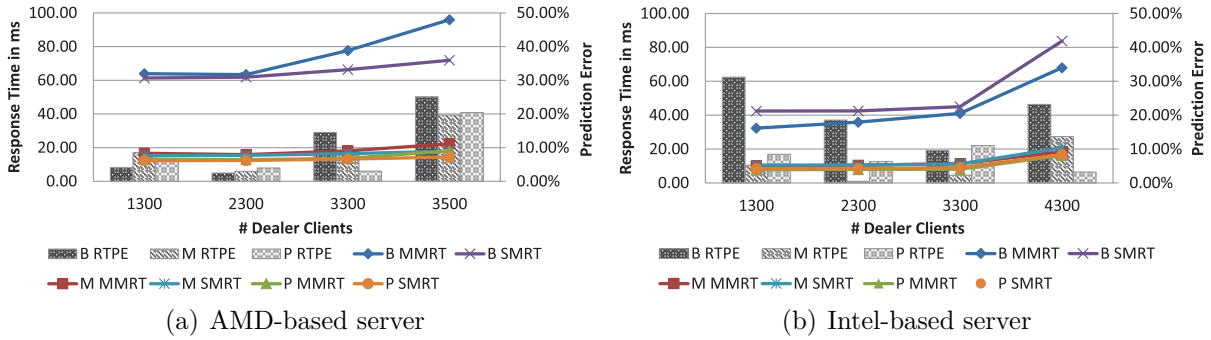 100.00
80.00
60.00
40.00
20.00
0.00
Response Time in ms
50.00%
40.00%
30.00%
20.00%
10.00%
0.00%
Prediction Error
1300 2300 3300 3500
# Dealer Clients
B RTPE M RTPE P RTPE B MMRT B SMRT
M MMRT M SMRT P MMRT P SMRT
(a) AMD-based server
100.00
80.00
60.00
40.00
20.00
0.00
Response Time in ms
50.00%
40.00%
30.00%
20.00%
10.00%
0.00%
Prediction Error
1300 2300 3300 4300
# Dealer Clients
B RTPE M RTPE P RTPE B MMRT B SMRT
M MMRT M SMRT P MMRT P SMRT
(b) Intel-based server